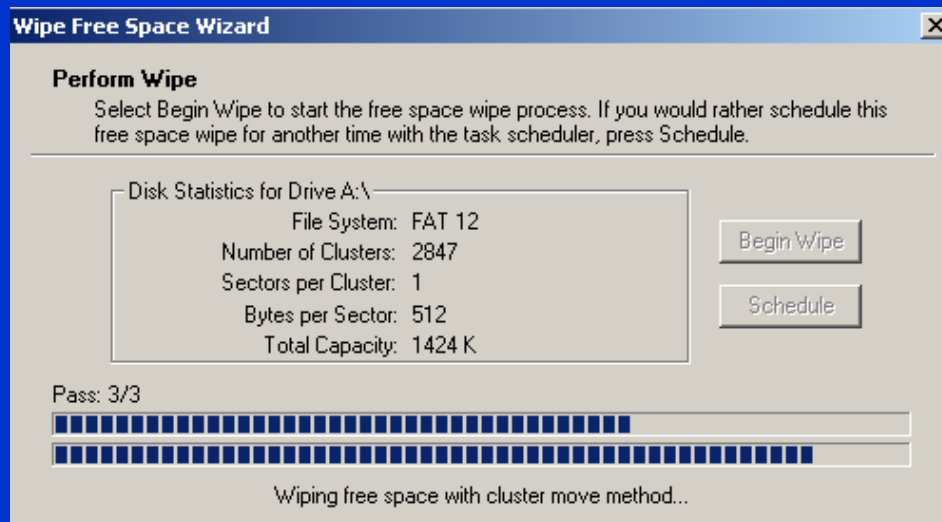 Wipe Free Space Wizard
Perform Wipe
Select Begin Wipe to start the free space wipe process. If you would rather schedule this
free space wipe for another time with the task scheduler, press Schedule.
Disk Statistics for Drive A:\
File System: FAT 12
Number of Clusters: 2847
Sectors per Cluster: 1
Bytes per Sector: 512
Total Capacity: 1424 K
Begin Wipe
Schedule
Pass: 3/3
Wiping free space with cluster move method...